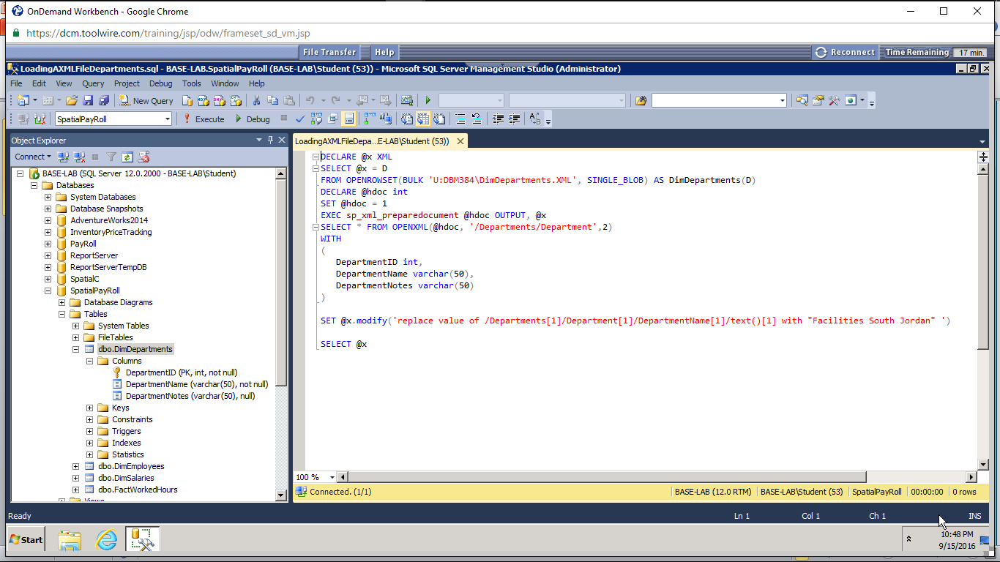 OnDemand Workbench - Google Chrome
https://dcm.toolwire.com/training/jsp/odw/frameset_sd_vm.jsp
File Transfer Help Reconnect Time Remaining 17 min.
LoadingAXMLFileDepartments.sql - BASE-LAB.SpatialPayRoll (BASE-LAB\Student (53)) - Microsoft SQL Server Management Studio (Administrator)
File Edit View Query Project Debug Tools Window Help
New Query
SpatialPayRoll Execute Debug
Object Explorer
Connect
BASE-LAB (SQL Server 12.0.2000 - BASE-LAB\Student)
Databases
System Databases
Database Snapshots
AdventureWorks2014
InventoryPriceTracking
PayRoll
ReportServer
ReportServerTempDB
SpatialC
SpatialPayRoll
Database Diagrams
Tables
System Tables
FileTables
dbo.DimDepartments
Columns
DepartmentID (PK, int, not null)
DepartmentName (varchar(50), not null)
DepartmentNotes (varchar(50), null)
Keys
Constraints
Triggers
Indexes
Statistics
dbo.DimEmployees
dbo.DimSalaries
dbo.FactWorkedHours
Views
LoadingAXMLFileDepa...E-LAB\Student (53))
DECLARE @x XML
SELECT @x = D
FROM OPENROWSET(BULK 'U:DBM384\DimDepartments.XML', SINGLE_BLOB) AS DimDepartments(D)
DECLARE @hdoc int
SET @hdoc = 1
EXEC sp_xml_preparedocument @hdoc OUTPUT, @x
SELECT * FROM OPENXML(@hdoc, '/Departments/Department',2)
WITH
(
DepartmentID int,
DepartmentName varchar(50),
DepartmentNotes varchar(50)
)
SET @x.modify('replace value of /Departments[1]/Department[1]/DepartmentName[1]/text()[1] with "Facilities South Jordan" ')
SELECT @x
100 %
Connected. (1/1) BASE-LAB (12.0 RTM) BASE-LAB\Student (53) SpatialPayRoll 00:00:00 0 rows
Ready Ln 1 Col 1 Ch 1 INS
Start
10:48 PM
9/15/2016